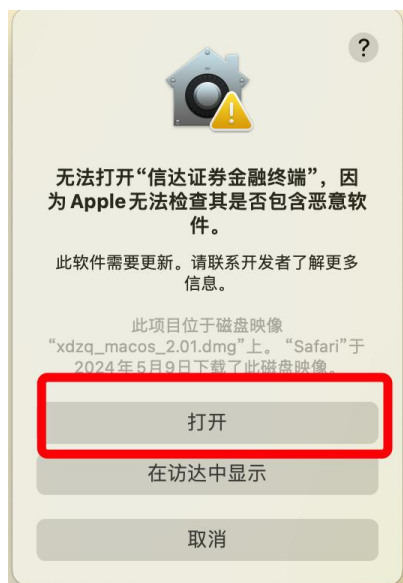 ?
无法打开“信达证券金融终端”，因
为 Apple 无法检查其是否包含恶意软
件。
此软件需要更新。请联系开发者了解更多
信息。
此项目位于磁盘映像
“xdzq_macos_2.01.dmg”上。“Safari”于
2024年5月9日下载了此磁盘映像。
打开
在访达中显示
取消